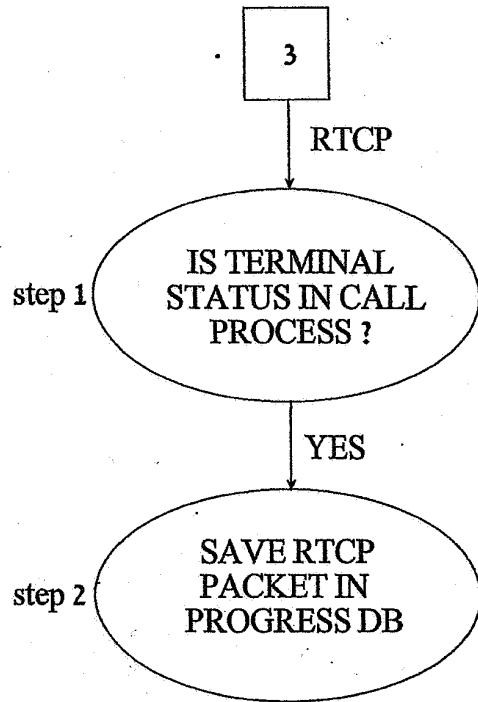 3
RTCP
step 1
IS TERMINAL
STATUS IN CALL
PROCESS ?
YES
step 2
SAVE RTCP
PACKET IN
PROGRESS DB